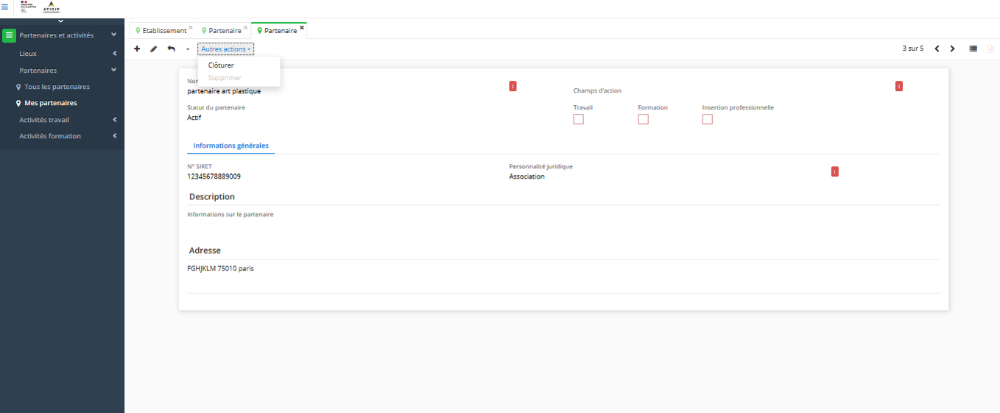 ATIGIP
Partenaires et activités
Lieux
Partenaires
Tous les partenaires
Mes partenaires
Activités travail
Activités formation
Etablissement
Partenaire
Partenaire
Autres actions
3 sur 5
Clôturer
Supprimer
partenaire art plastique
Champs d'action
Statut du partenaire
Actif
Travail
Formation
Insertion professionnelle
Informations générales
N° SIRET
12345678889009
Personnalité juridique
Association
Description
Informations sur le partenaire
Adresse
FGHJKLM 75010 paris